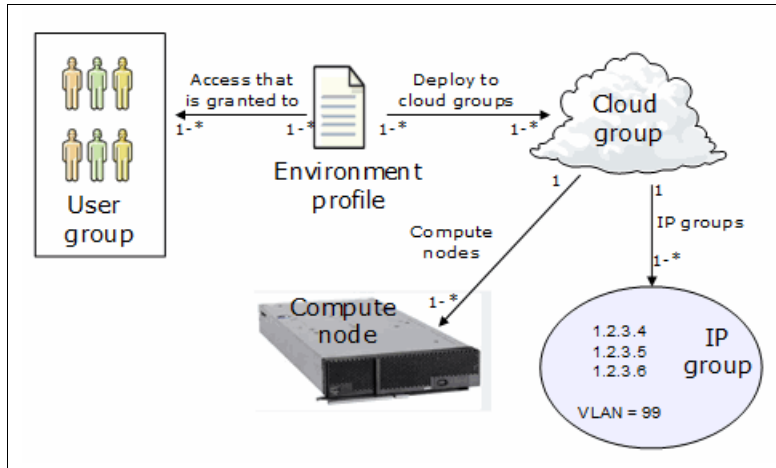 Access that
is granted to
1-*
1-*
Deploy to
cloud groups
1-*
1-*
Cloud
group
Environment
profile
User
group
1
1
Compute
nodes
IP groups
1-*
1-*
Compute
node
1.2.3.4
1.2.3.5
1.2.3.6
IP
group
VLAN = 99